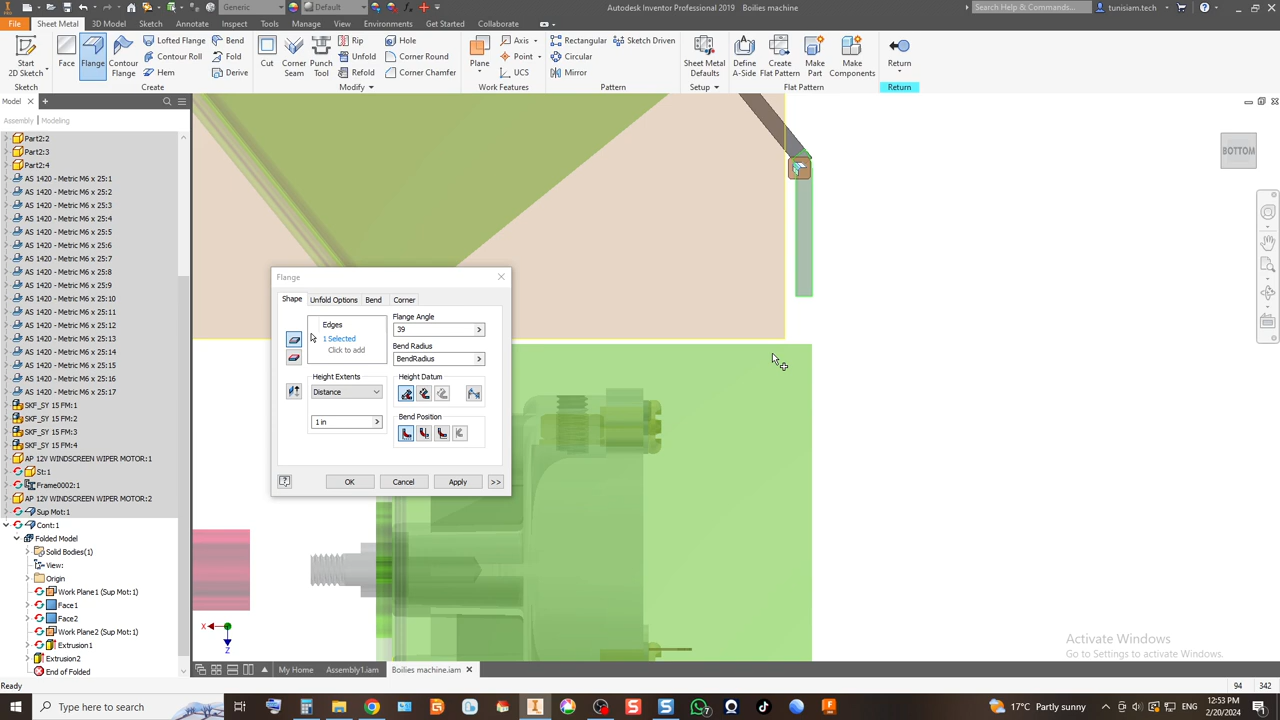 Generic
Default
Autodesk Inventor Professional 2019  Boilies machine
Search Help & Commands...
tunisiam.tech
File
Sheet Metal
3D Model
Sketch
Annotate
Inspect
Tools
Manage
View
Environments
Get Started
Collaborate
Start 2D Sketch
Face
Flange
Contour Flange
Lofted Flange
Contour Roll
Hem
Bend
Fold
Derive
Cut
Corner Seam
Punch Tool
Rip
Unfold
Refold
Hole
Corner Round
Corner Chamfer
Plane
Axis
Point
UCS
Rectangular
Circular
Mirror
Sketch Driven
Sheet Metal Defaults
Define A-Side
Create Flat Pattern
Make Part
Make Components
Return
Sketch
Create
Modify
Work Features
Pattern
Setup
Flat Pattern
Return
Model
Assembly | Modeling
Part2:2
Part2:3
Part2:4
AS 1420 - Metric M6 x 25:1
AS 1420 - Metric M6 x 25:2
AS 1420 - Metric M6 x 25:3
AS 1420 - Metric M6 x 25:4
AS 1420 - Metric M6 x 25:5
AS 1420 - Metric M6 x 25:6
AS 1420 - Metric M6 x 25:7
AS 1420 - Metric M6 x 25:8
AS 1420 - Metric M6 x 25:9
AS 1420 - Metric M6 x 25:10
AS 1420 - Metric M6 x 25:11
AS 1420 - Metric M6 x 25:12
AS 1420 - Metric M6 x 25:13
AS 1420 - Metric M6 x 25:14
AS 1420 - Metric M6 x 25:15
AS 1420 - Metric M6 x 25:16
AS 1420 - Metric M6 x 25:17
SKF_SY 15 FM:1
SKF_SY 15 FM:2
SKF_SY 15 FM:3
SKF_SY 15 FM:4
AP 12V WINDSCREEN WIPER MOTOR:1
St:1
Frame0002:1
AP 12V WINDSCREEN WIPER MOTOR:2
Sup Mot:1
Cont:1
Folded Model
Solid Bodies(1)
View:
Origin
Work Plane1 (Sup Mot:1)
Face1
Face2
Work Plane2 (Sup Mot:1)
Extrusion1
Extrusion2
End of Folded
BOTTOM
Flange
Shape
Unfold Options
Bend
Corner
Edges
1 Selected
Click to add
Flange Angle
39
Bend Radius
BendRadius
Height Extents
Distance
1 in
Height Datum
Bend Position
OK
Cancel
Apply
>>
X
Z
Activate Windows
Go to Settings to activate Windows.
My Home
Assembly1.iam
Boilies machine.iam
Ready
94
342
Type here to search
17°C Partly sunny
12:53 PM
2/20/2024